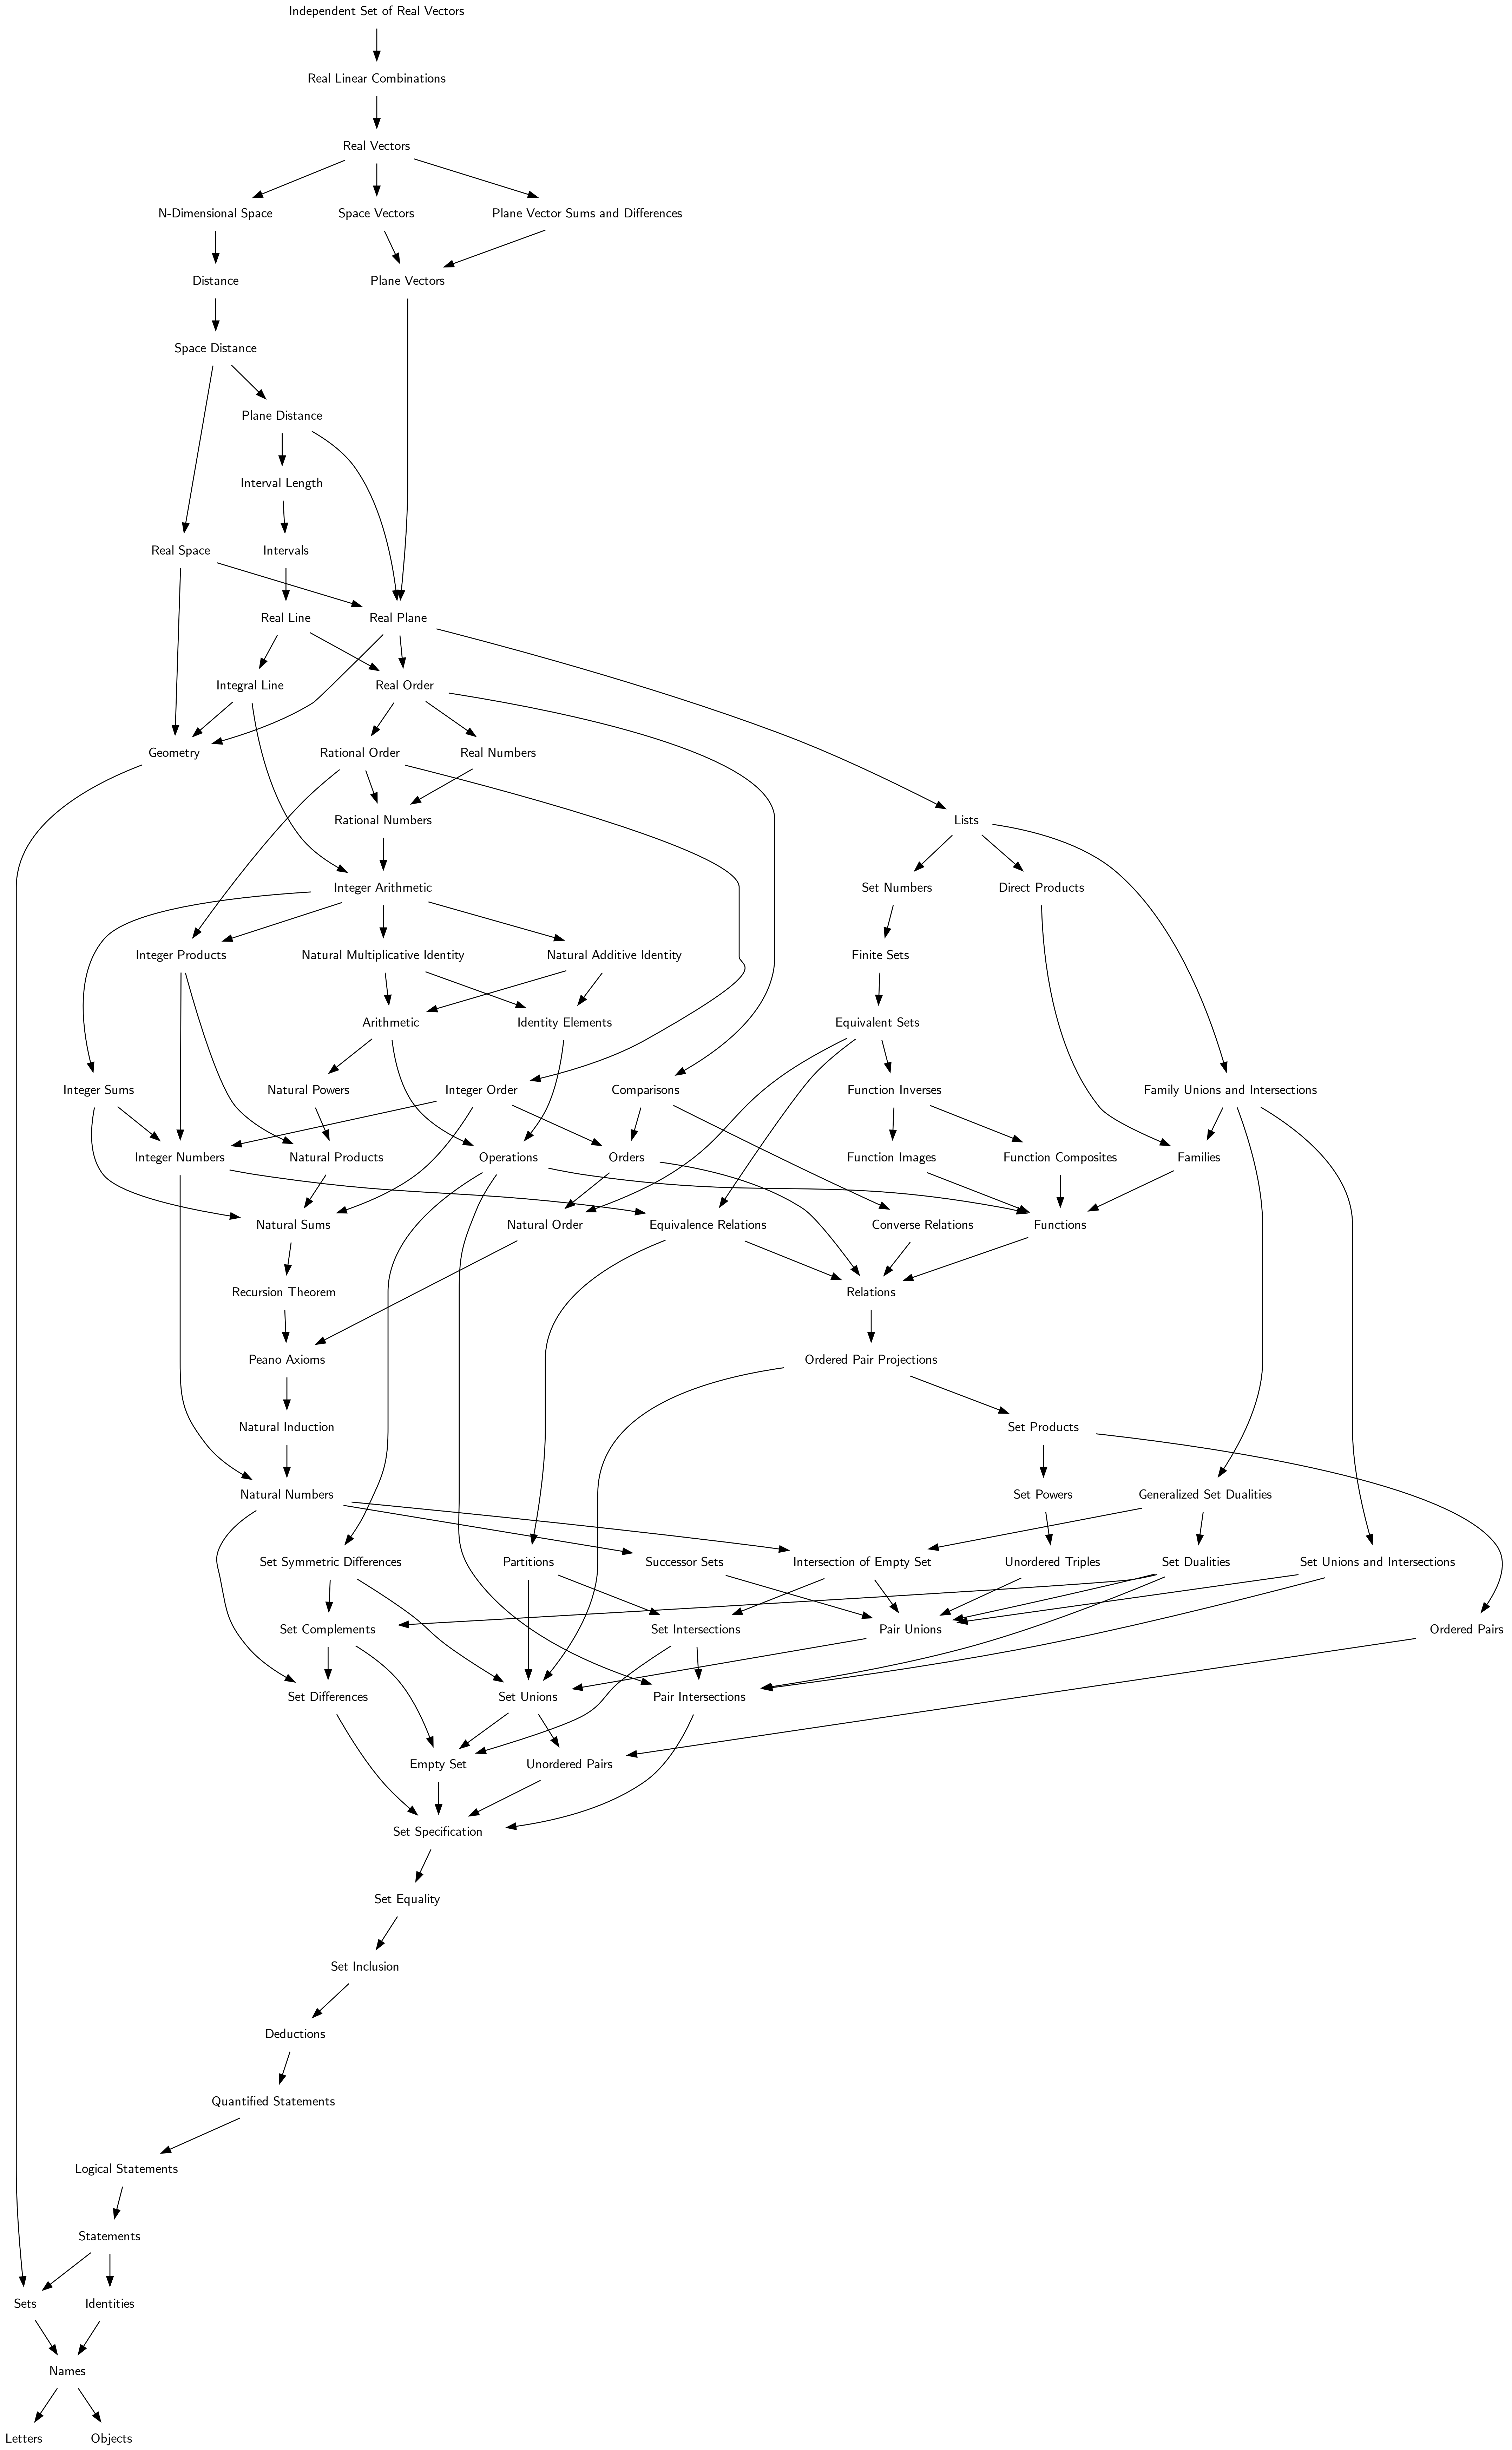 Independent Set of Real Vectors
Real Linear Combinations
Real Vectors
N-Dimensional Space
Space Vectors
Plane Vector Sums and Differences
Distance
Plane Vectors
Space Distance
Plane Distance
Interval Length
Real Space
Intervals
Real Line
Real Plane
Integral Line
Real Order
Geometry
Rational Order
Real Numbers
Rational Numbers
Lists
Integer Arithmetic
Set Numbers
Direct Products
Integer Products
Natural Multiplicative Identity
Natural Additive Identity
Finite Sets
Arithmetic
Identity Elements
Equivalent Sets
Integer Sums
Natural Powers
Integer Order
Comparisons
Function Inverses
Family Unions and Intersections
Integer Numbers
Natural Products
Operations
Orders
Function Images
Function Composites
Families
Natural Sums
Natural Order
Equivalence Relations
Converse Relations
Functions
Recursion Theorem
Relations
Peano Axioms
Ordered Pair Projections
Natural Induction
Set Products
Natural Numbers
Set Powers
Generalized Set Dualities
Set Symmetric Differences
Partitions
Successor Sets
Intersection of Empty Set
Unordered Triples
Set Dualities
Set Unions and Intersections
Set Complements
Set Intersections
Pair Unions
Ordered Pairs
Set Differences
Set Unions
Pair Intersections
Empty Set
Unordered Pairs
Set Specification
Set Equality
Set Inclusion
Deductions
Quantified Statements
Logical Statements
Statements
Sets
Identities
Names
Letters
Objects